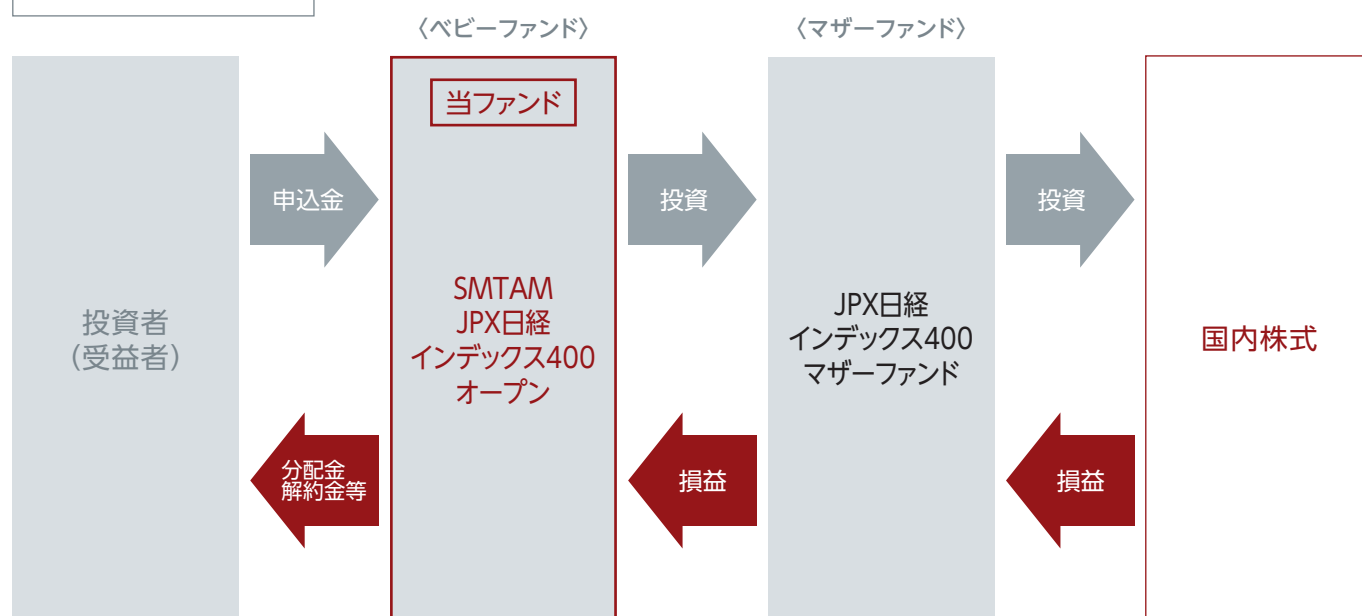 〈ベビーファンド〉
〈マザーファンド〉
当ファンド
申込金
投資
投資
投資者
（受益者）
SMTAM
JPX日経
インデックス400
オープン
JPX日経
インデックス400
マザーファンド
国内株式
分配金
解約金等
損益
損益